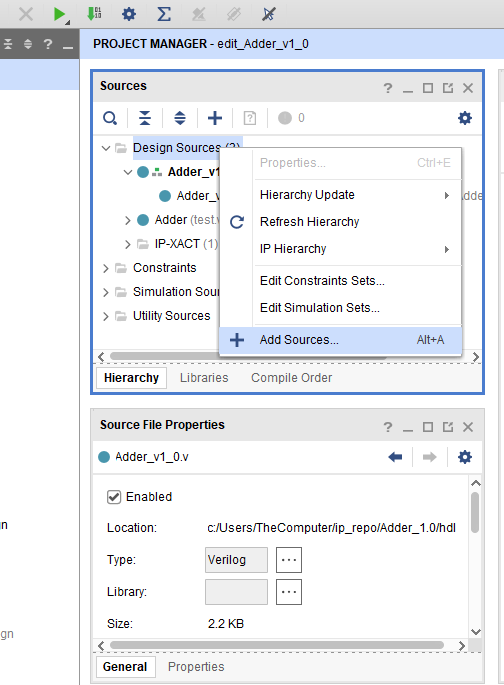 PROJECT MANAGER - edit_Adder_v1_0
Sources
? _
0
Design Sources (2)
Properties... Ctrl+E
Adder_v1
Hierarchy Update
Adder_v
Adde
Refresh Hierarchy
Adder (test.v
IP-XACT (1)
IP Hierarchy
Constraints
Edit Constraints Sets...
Simulation Sour
Edit Simulation Sets...
Utility Sources
Add Sources... Alt+A
Hierarchy Libraries Compile Order
Source File Properties
Adder_v1_0.v
Enabled
Location: c:/Users/TheComputer/ip_repo/Adder_1.0/hdl
Type: Verilog ...
Library: ...
Size: 2.2 KB
General Properties
gn